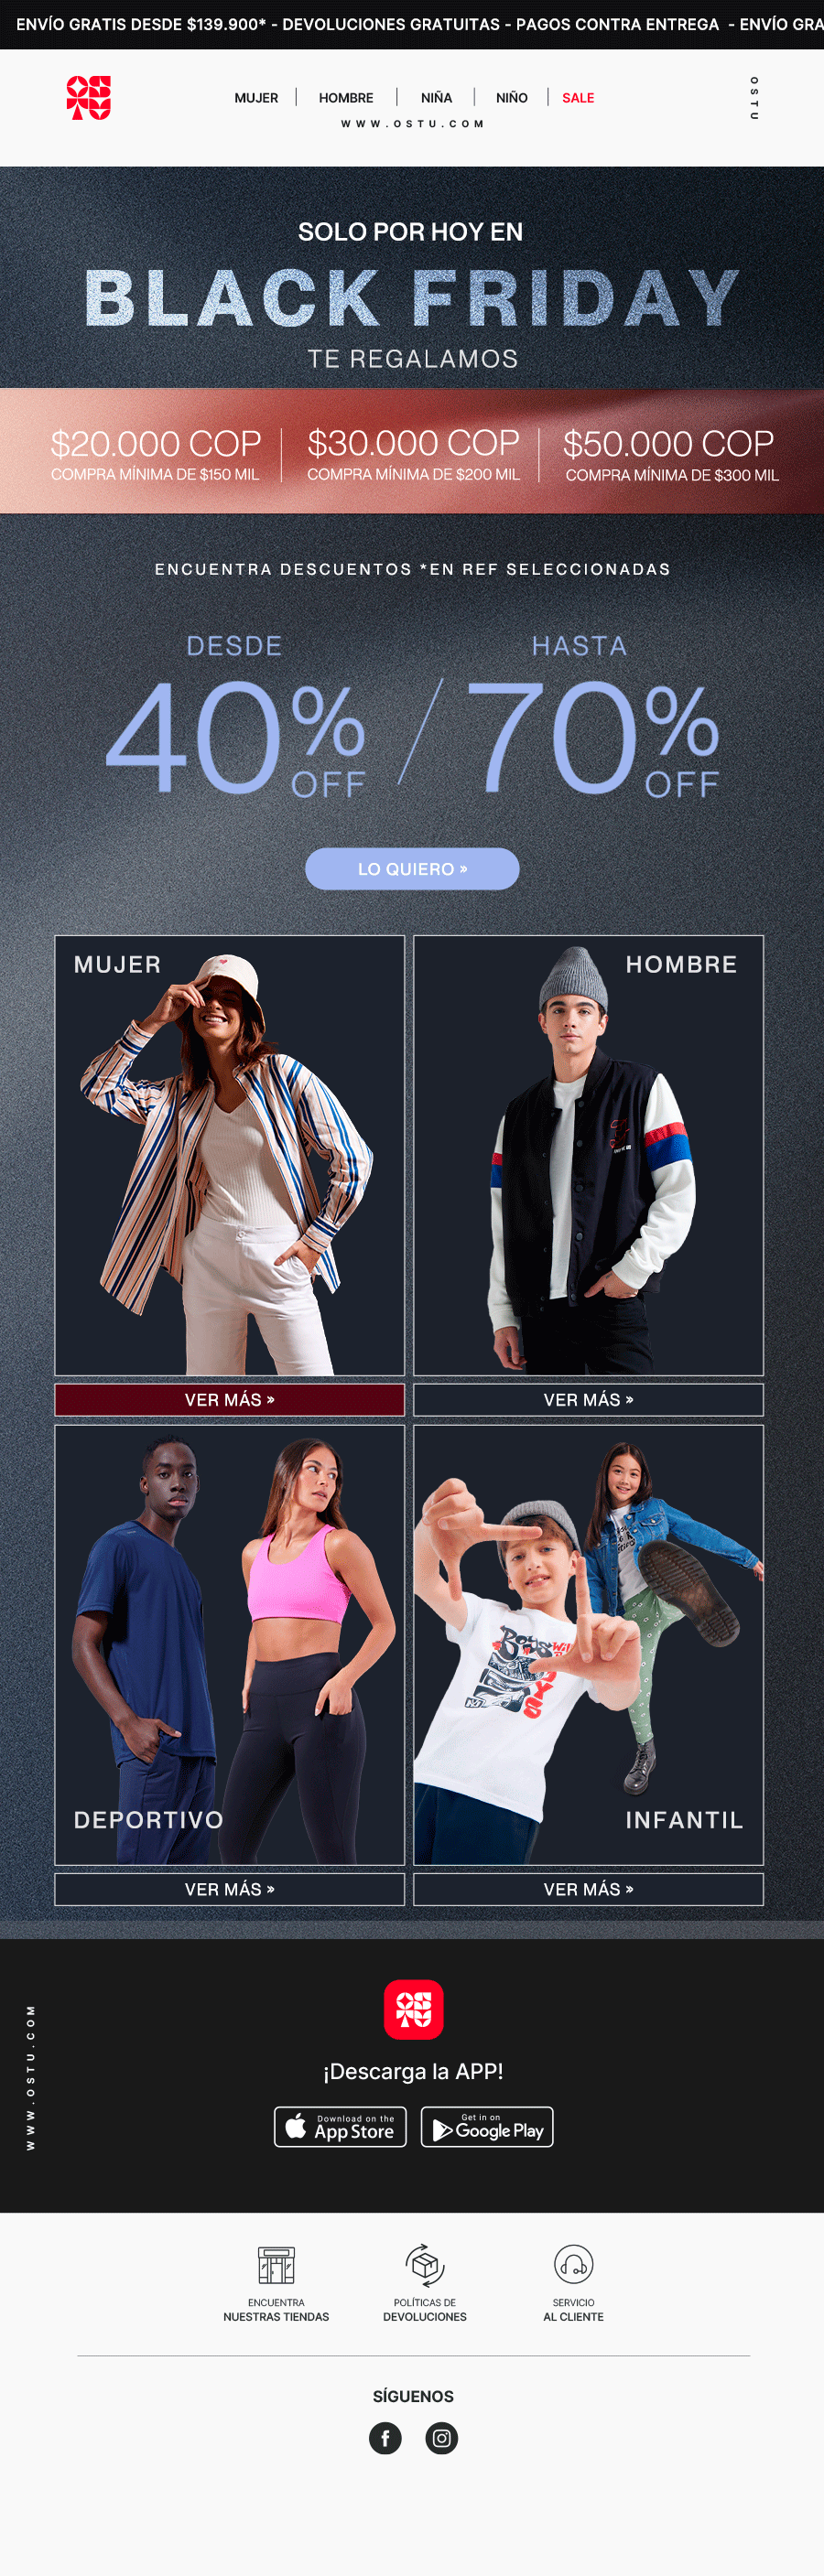 ENVÍO GRATIS DESDE $139.900* - DEVOLUCIONES GRATUITAS - PAGOS CONTRA ENTREGA - ENVÍO GRA
MUJER | HOMBRE | NIÑA | NIÑO | SALE
WWW.OSTU.COM
OSTU
SOLO POR HOY EN
BLACK FRIDAY
TE REGALAMOS
$20.000 COP
COMPRA MÍNIMA DE $150 MIL
$30.000 COP
COMPRA MÍNIMA DE $200 MIL
$50.000 COP
COMPRA MÍNIMA DE $300 MIL
ENCUENTRA DESCUENTOS *EN REF SELECCIONADAS
DESDE
40% OFF
/
HASTA
70% OFF
LO QUIERO »
MUJER
HOMBRE
VER MÁS »
VER MÁS »
DEPORTIVO
BOYS
INFANTIL
VER MÁS »
VER MÁS »
WWW.OSTU.COM
¡Descarga la APP!
Download on the
App Store
Get in on
Google Play
ENCUENTRA
NUESTRAS TIENDAS
POLÍTICAS DE
DEVOLUCIONES
SERVICIO
AL CLIENTE
SÍGUENOS